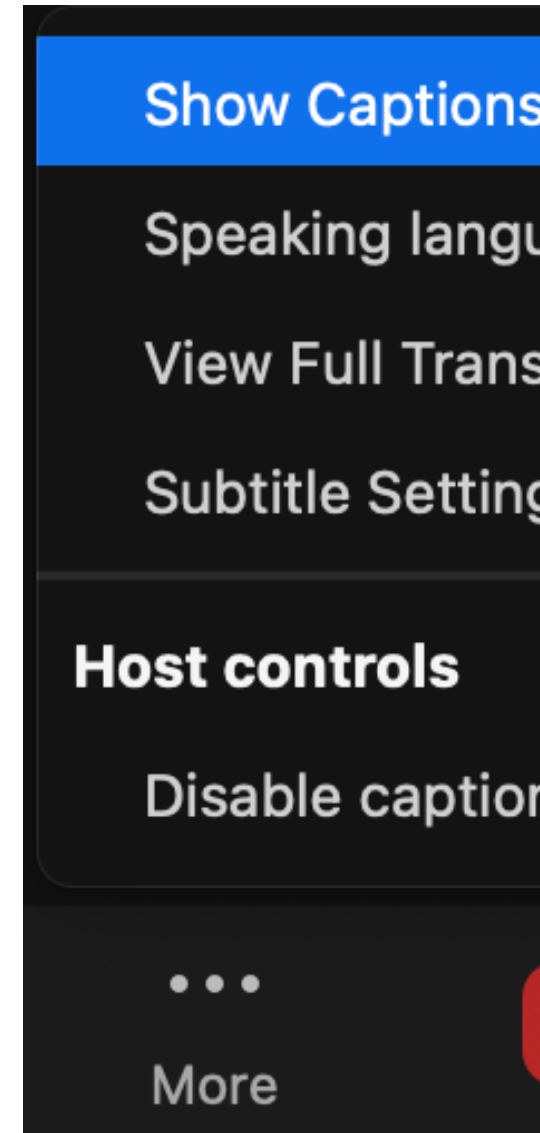 Show Captions
Speaking langu
View Full Trans
Subtitle Setting
Host controls
Disable caption
More